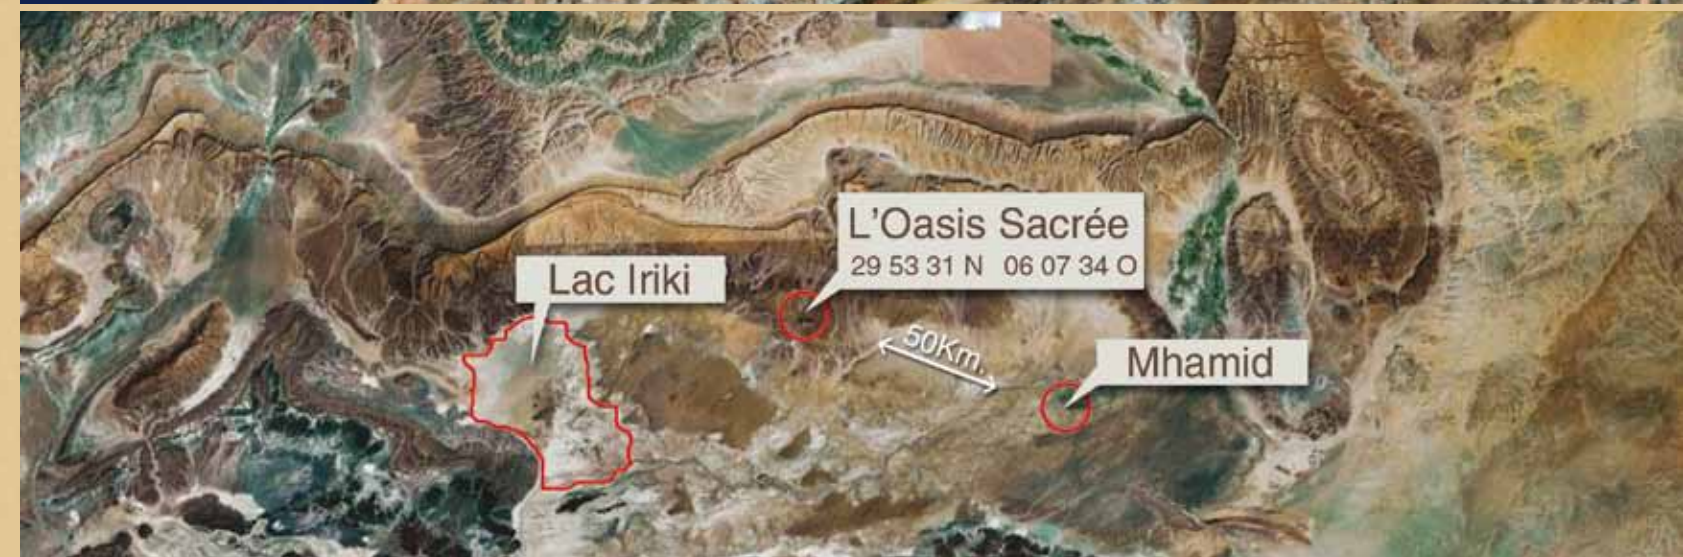 L'Oasis Sacrée
29 53 31 N 06 07 34 O
Lac Iriki
50Km.
Mhamid